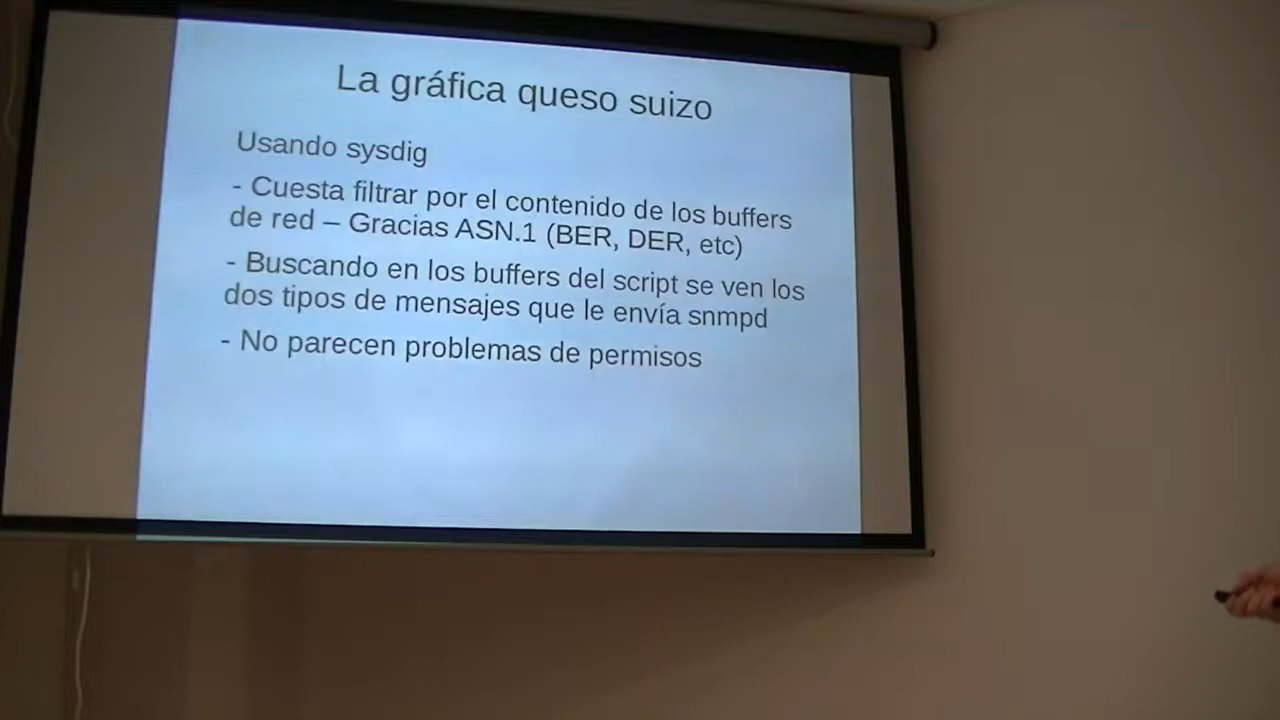 La gráfica queso suizo
Usando sysdig
- Cuesta filtrar por el contenido de los buffers
de red – Gracias ASN.1 (BER, DER, etc)
- Buscando en los buffers del script se ven los
dos tipos de mensajes que le envía snmpd
- No parecen problemas de permisos